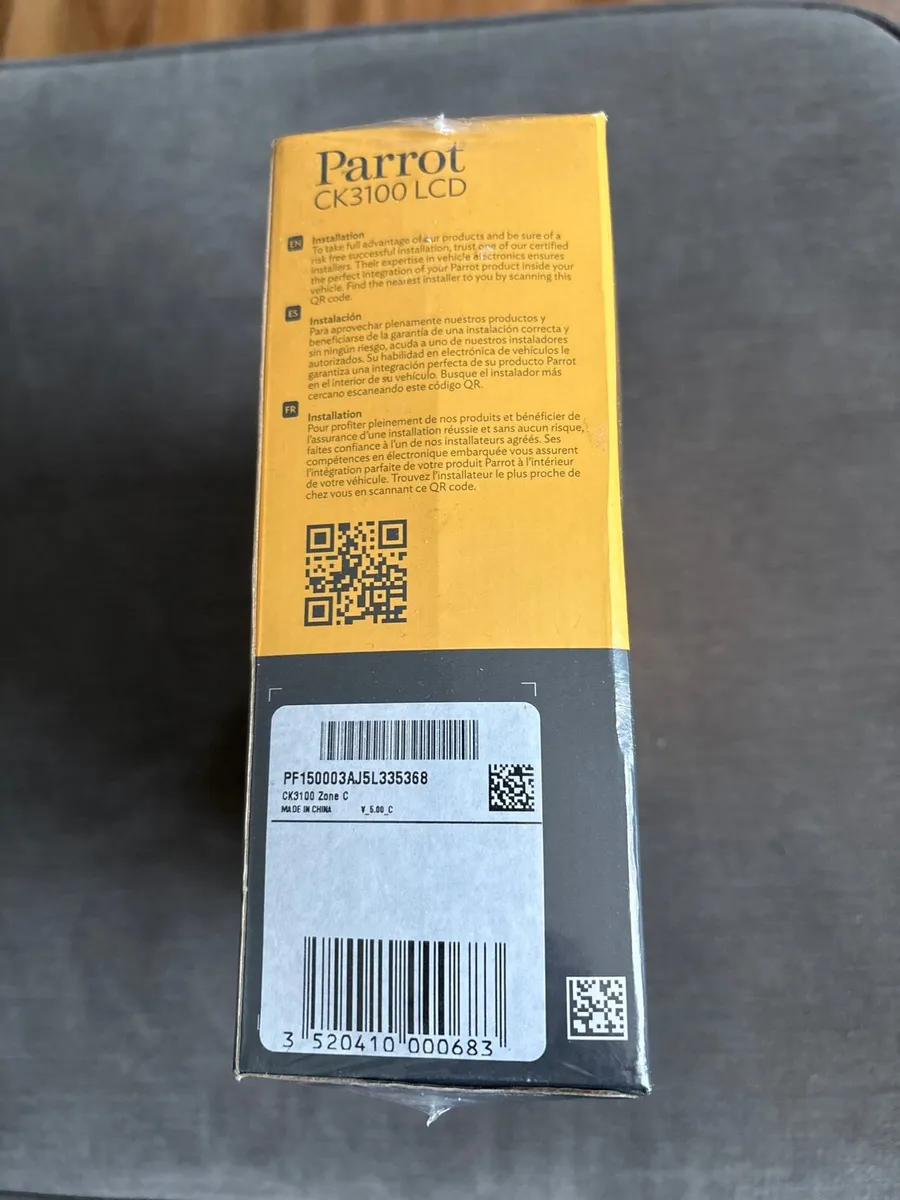 Parrot
CK3100 LCD
EN
Installation
To take full advantage of our products and be sure of a
risk free successful installation, trust one of our certified
installers. Their expertise in vehicle electronics ensures
the perfect integration of your Parrot product inside your
vehicle. Find the nearest installer to you by scanning this
QR code.
ES
Instalación
Para aprovechar plenamente nuestros productos y
beneficiarse de la garantía de una instalación correcta y
sin ningún riesgo, acuda a uno de nuestros instaladores
autorizados. Su habilidad en electrónica de vehículos le
garantiza una integración perfecta de su producto Parrot
en el interior de su vehículo. Busque el instalador más
cercano escaneando este código QR.
FR
Installation
Pour profiter pleinement de nos produits et bénéficier de
l'assurance d'une installation réussie et sans aucun risque,
faites confiance à l'un de nos installateurs agréés. Ses
compétences en électronique embarquée vous assurent
l'intégration parfaite de votre produit Parrot à l'intérieur
de votre véhicule. Trouvez l'installateur le plus proche de
chez vous en scannant ce QR code.
PF150003AJ5L335368
CK3100 Zone C
MADE IN CHINA V_5.00_C
3 520410 000683